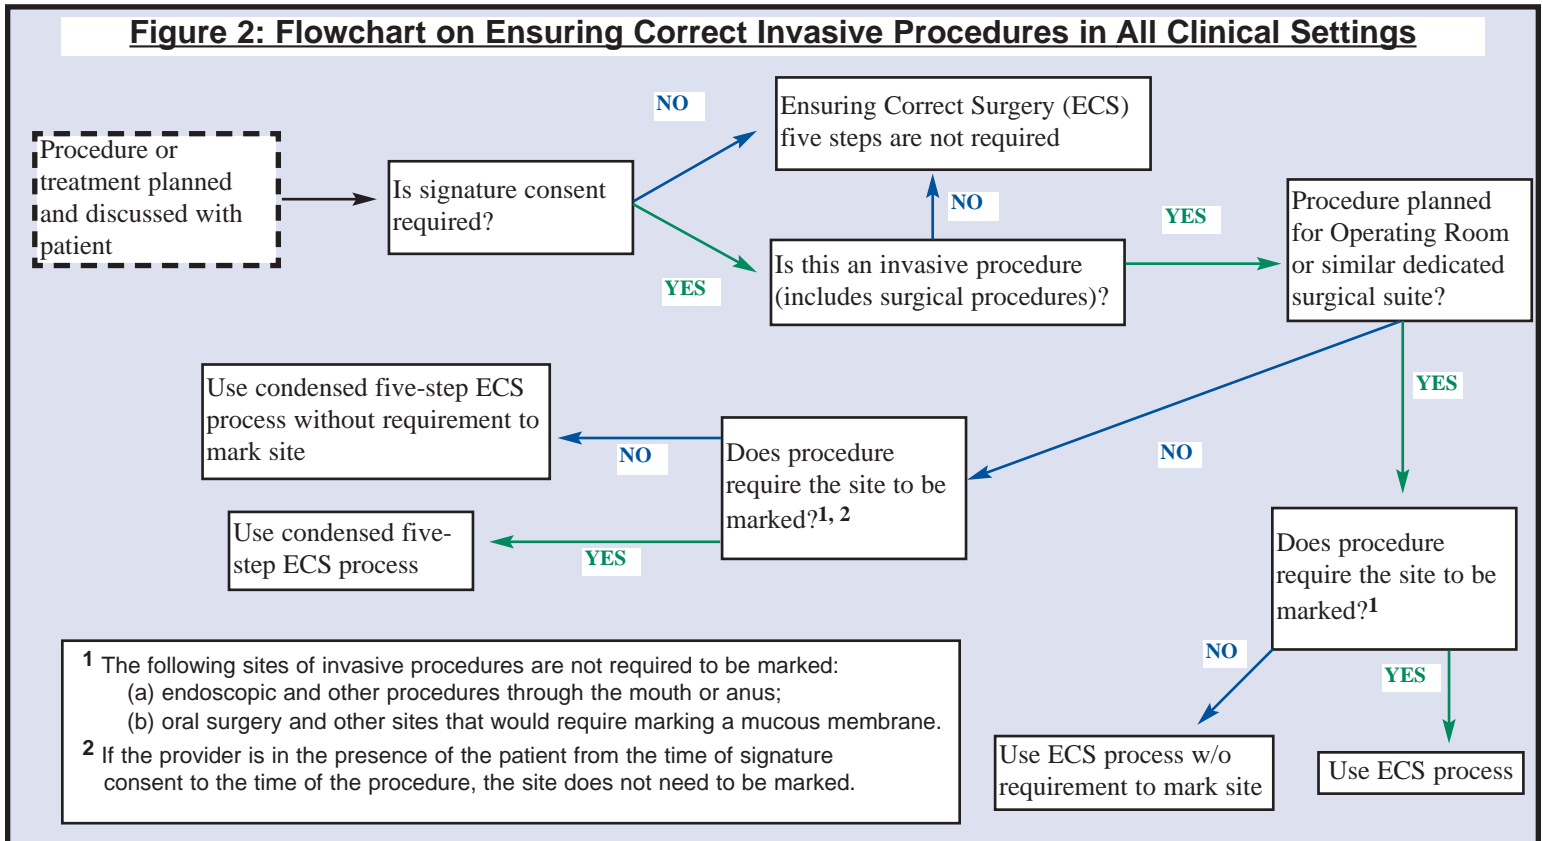 Figure 2: Flowchart on Ensuring Correct Invasive Procedures in All Clinical Settings
Procedure or
treatment planned
and discussed with
patient
Is signature consent
required?
NO
YES
Ensuring Correct Surgery (ECS)
five steps are not required
NO
Is this an invasive procedure
(includes surgical procedures)?
YES
Procedure planned
for Operating Room
or similar dedicated
surgical suite?
NO
YES
Does procedure
require the site to be
marked?1, 2
NO
Use condensed five-step ECS
process without requirement to
mark site
YES
Use condensed five-
step ECS process
Does procedure
require the site to be
marked?1
NO
Use ECS process w/o
requirement to mark site
YES
Use ECS process
1 The following sites of invasive procedures are not required to be marked:
(a) endoscopic and other procedures through the mouth or anus;
(b) oral surgery and other sites that would require marking a mucous membrane.
2 If the provider is in the presence of the patient from the time of signature
consent to the time of the procedure, the site does not need to be marked.